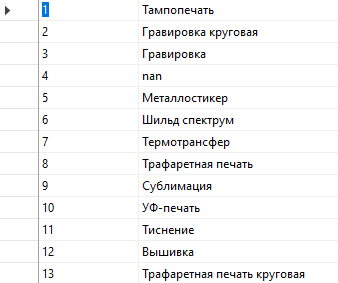 1 Тампопечать
2 Гравировка круговая
3 Гравировка
4 nan
5 Металлостикер
6 Шильд спектрум
7 Термотрансфер
8 Трафаретная печать
9 Сублимация
10 УФ-печать
11 Тиснение
12 Вышивка
13 Трафаретная печать круговая